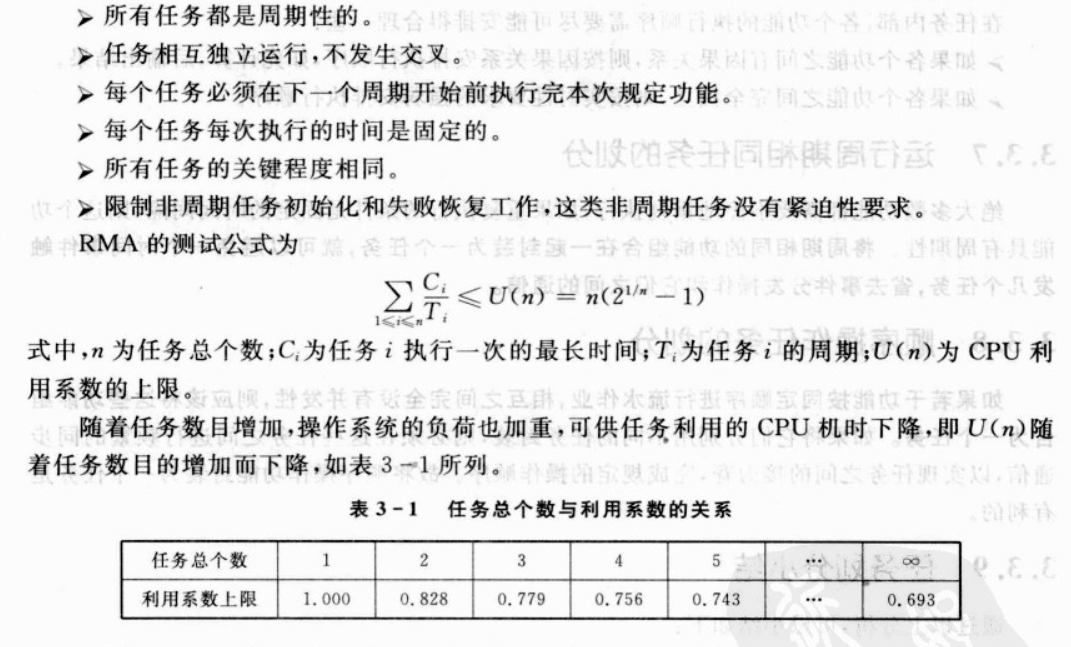 ➢ 所有任务都是周期性的。
➢ 任务相互独立运行,不发生交叉。
➢ 每个任务必须在下一个周期开始前执行完本次规定功能。
➢ 每个任务每次执行的时间是固定的。
➢ 所有任务的关键程度相同。
➢ 限制非周期任务初始化和失败恢复工作,这类非周期任务没有紧迫性要求。
RMA 的测试公式为
∑_{1≤i≤n} C_i/T_i ≤ U(n) = n(2^{1/n} − 1)
式中,n 为任务总个数;C_i为任务 i 执行一次的最长时间;T_i为任务 i 的周期;U(n)为 CPU 利
用系数的上限。
随着任务数目增加,操作系统的负荷也加重,可供任务利用的 CPU 机时下降,即 U(n)随
着任务数目的增加而下降,如表 3-1 所列。
表 3-1 任务总个数与利用系数的关系
任务总个数 1 2 3 4 5 … ∞
利用系数上限 1.000 0.828 0.779 0.756 0.743 … 0.693